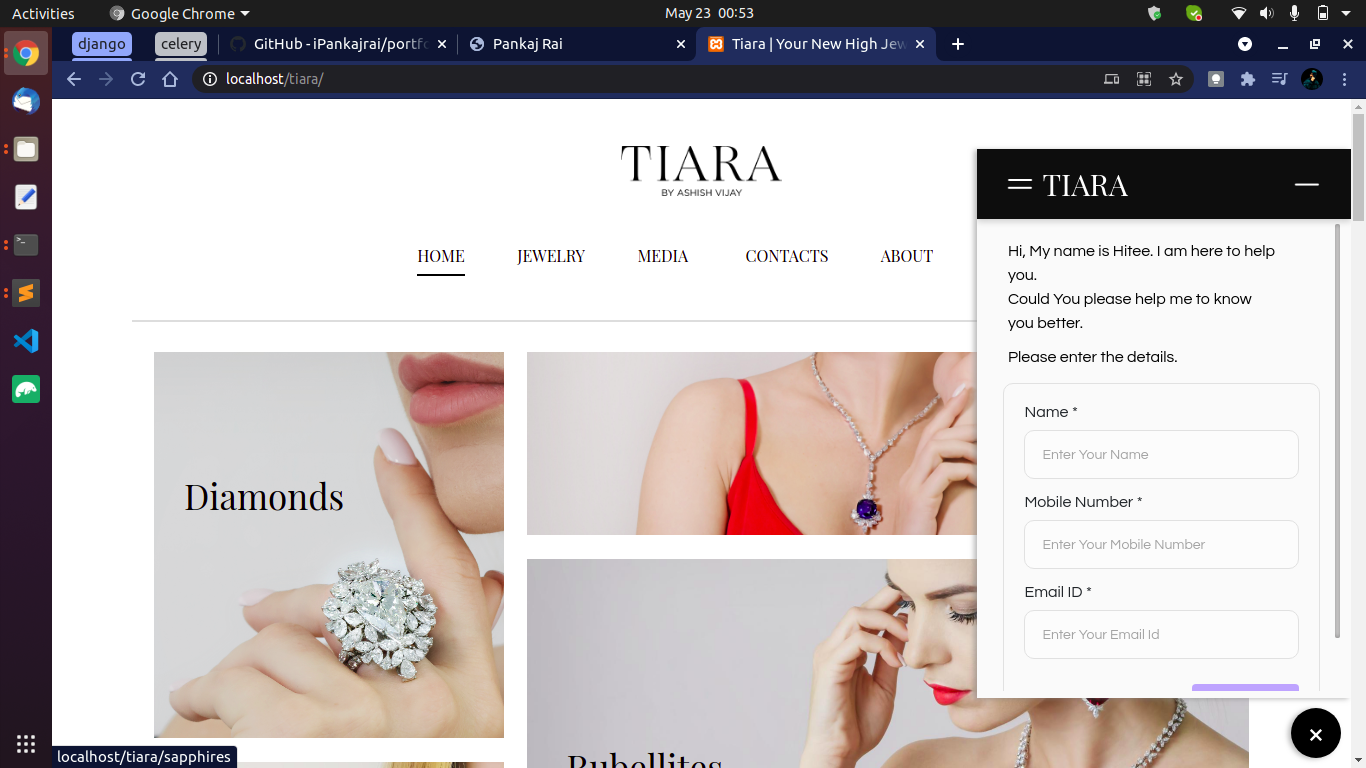 Activities
Google Chrome
May 23 00:53
django
celery
GitHub - iPankajrai/portfo
Pankaj Rai
Tiara | Your New High Jew
localhost/tiara/
TIARA
BY ASHISH VIJAY
HOME
JEWELRY
MEDIA
CONTACTS
ABOUT
Diamonds
Rubellites
TIARA
Hi, My name is Hitee. I am here to help
you.
Could You please help me to know
you better.
Please enter the details.
Name *
Enter Your Name
Mobile Number *
Enter Your Mobile Number
Email ID *
Enter Your Email Id
localhost/tiara/sapphires